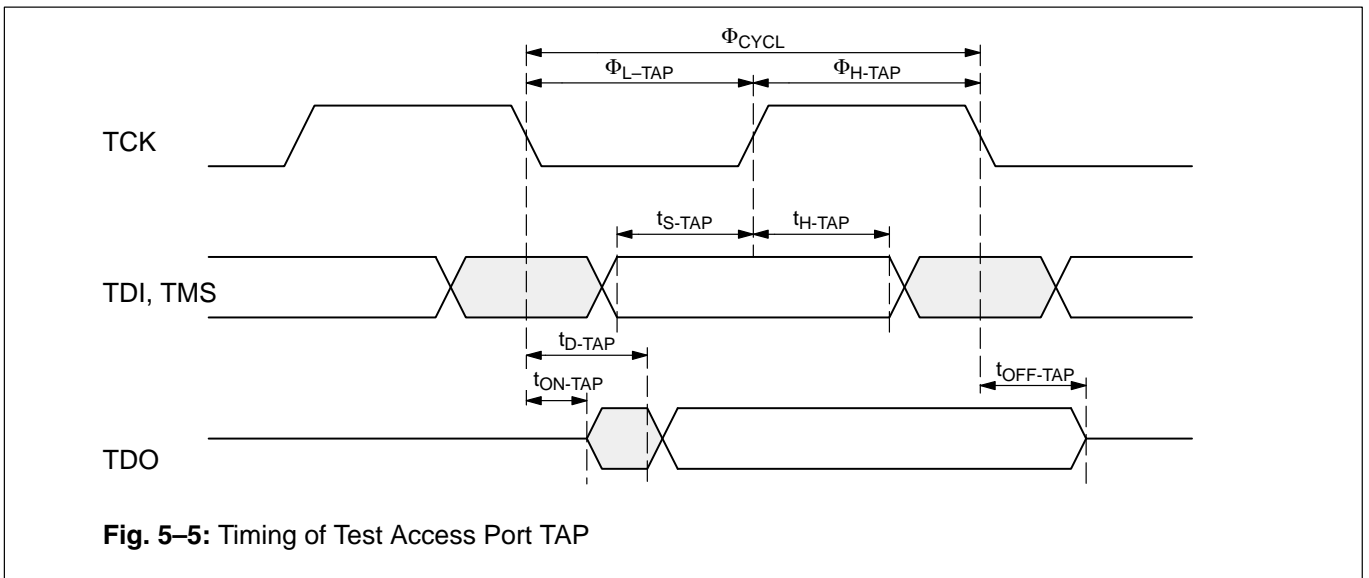 ΦCYCL
ΦL–TAP
ΦH-TAP
TCK
tS-TAP
tH-TAP
TDI, TMS
tD-TAP
tON-TAP
tOFF-TAP
TDO
Fig. 5–5: Timing of Test Access Port TAP